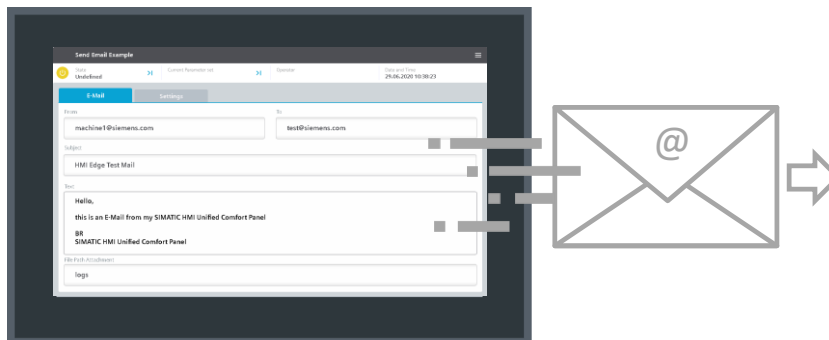 Send Email Example
State
Undefined
Current Parameter set
Operator
Date and Time
29.06.2020 10:38:23
E-Mail
Settings
From
To
machine1@siemens.com
test@siemens.com
Subject
HMI Edge Test Mail
Text
Hello,
this is an E-Mail from my SIMATIC HMI Unified Comfort Panel
BR
SIMATIC HMI Unified Comfort Panel
File Path Attachment
logs
@